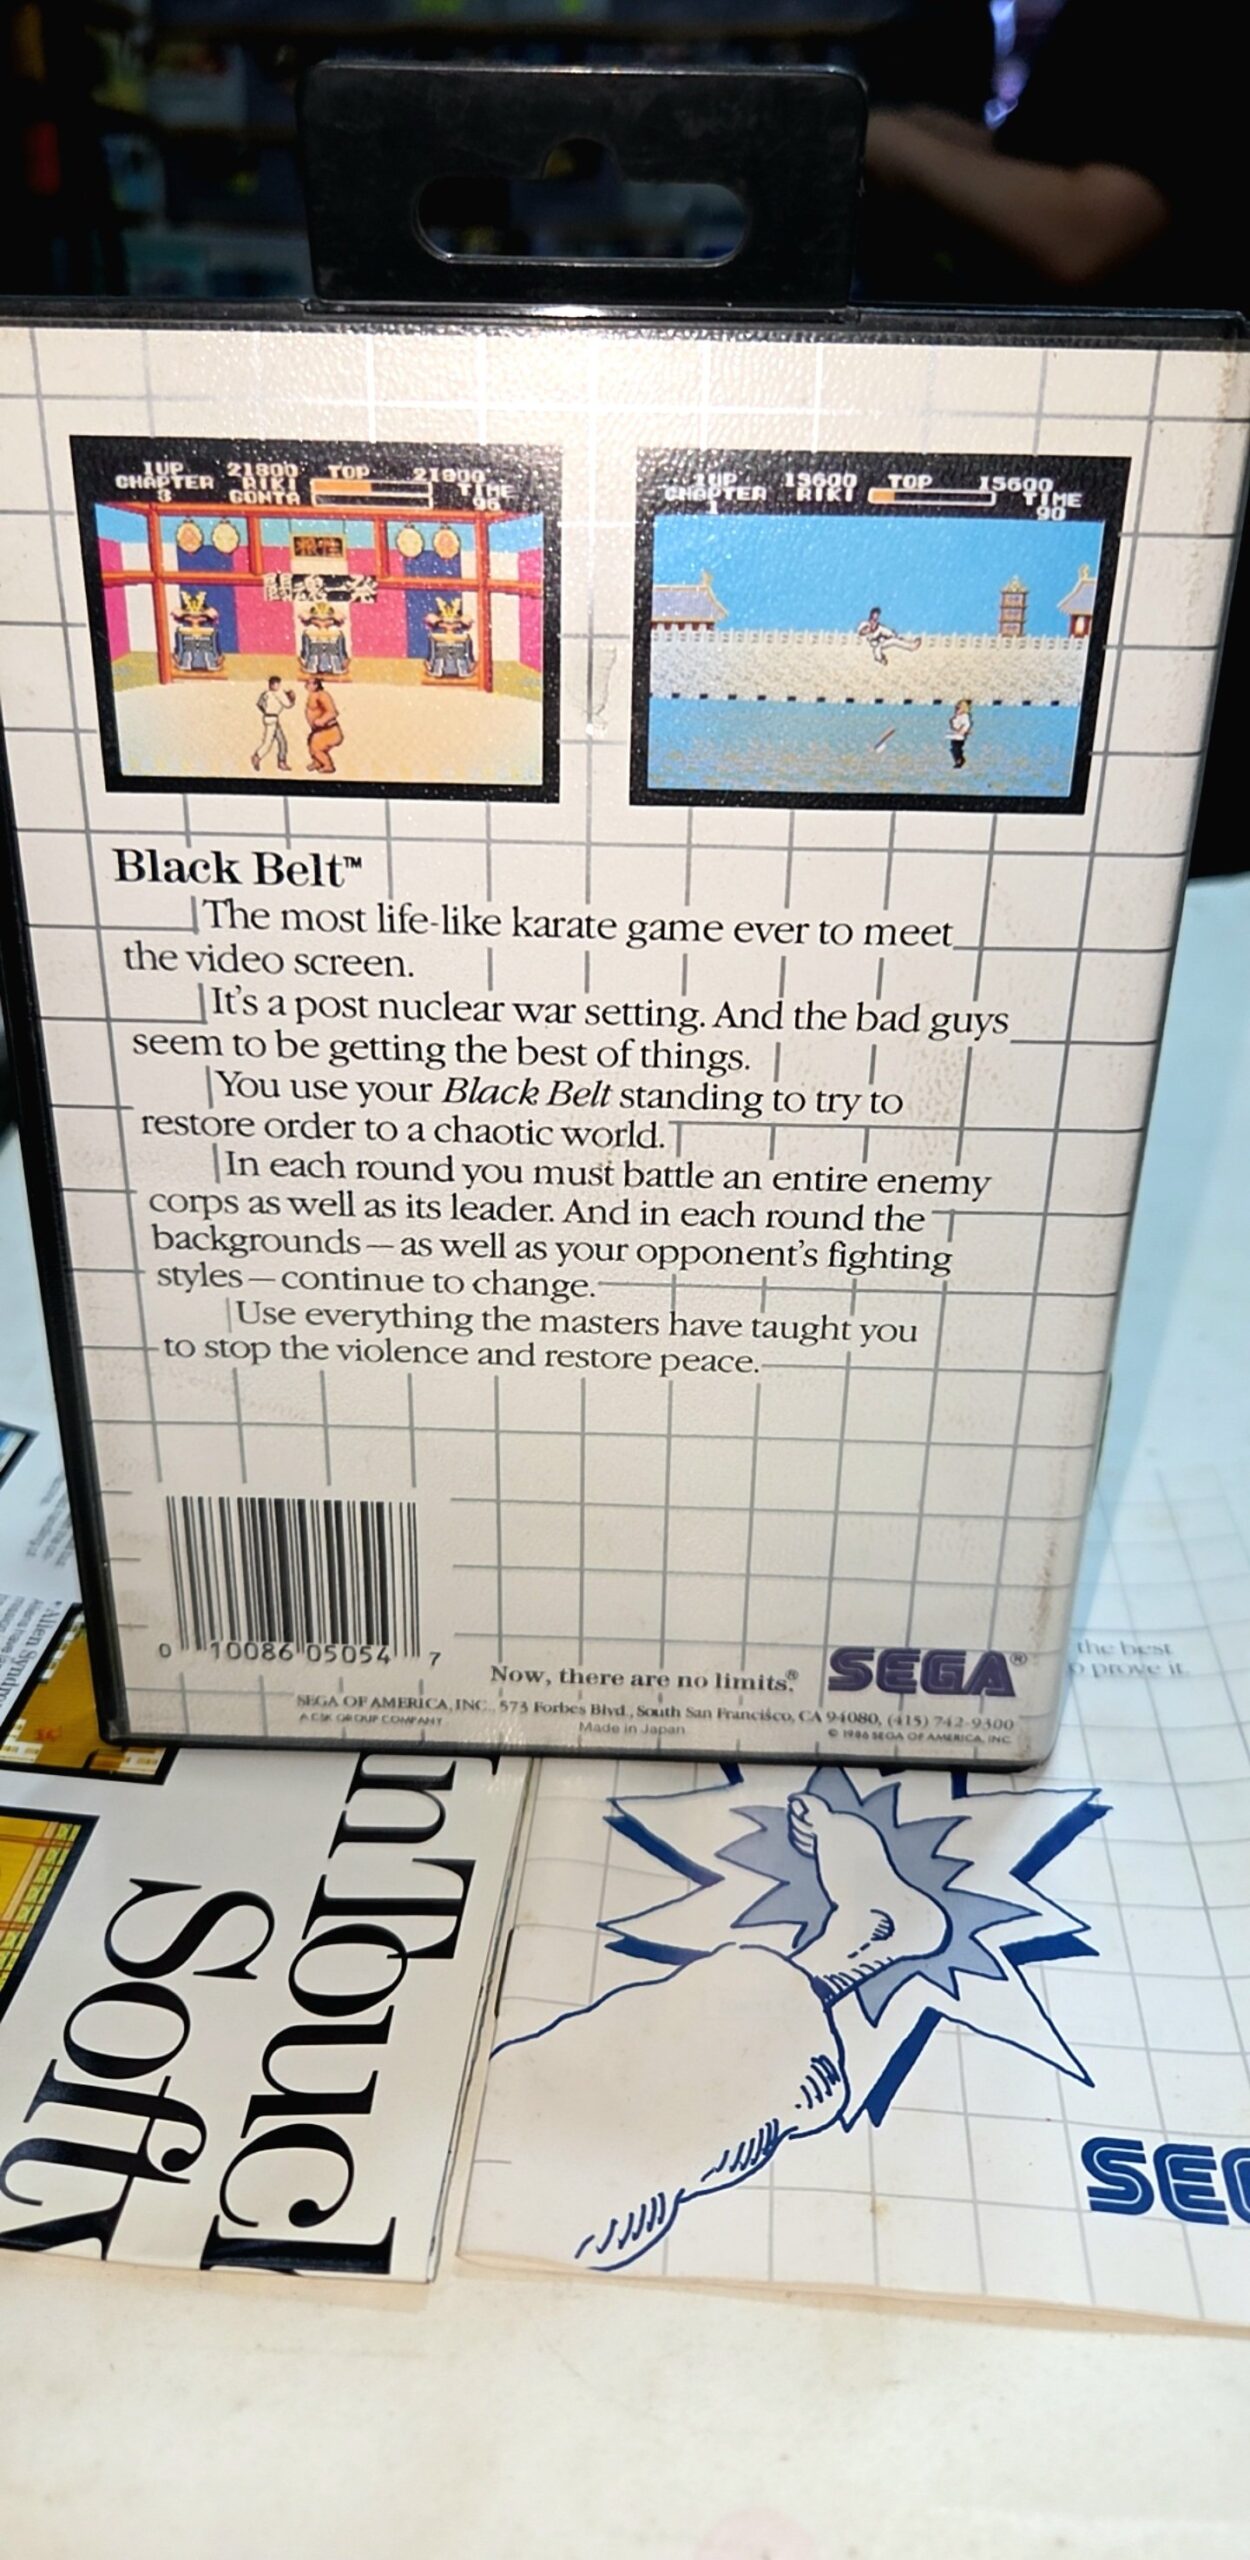 1UP 21800 TOP 21800
CHAPTER RIKI TIME
3 GONTA 96
1UP 13600 TOP 15600
CHAPTER RIKI TIME
1 90
Black Belt™
The most life-like karate game ever to meet
the video screen.
It's a post nuclear war setting. And the bad guys
seem to be getting the best of things.
You use your Black Belt standing to try to
restore order to a chaotic world.
In each round you must battle an entire enemy
corps as well as its leader. And in each round the
backgrounds—as well as your opponent's fighting
styles—continue to change.
Use everything the masters have taught you
to stop the violence and restore peace.
0 10086 05054 7
Now, there are no limits.® SEGA®
SEGA OF AMERICA, INC., 573 Forbes Blvd., South San Francisco, CA 94080, (415) 742-9300
A CSK GROUP COMPANY
Made in Japan
© 1986 SEGA OF AMERICA, INC.
the best
o prove it.
Alien Syndro
SEG